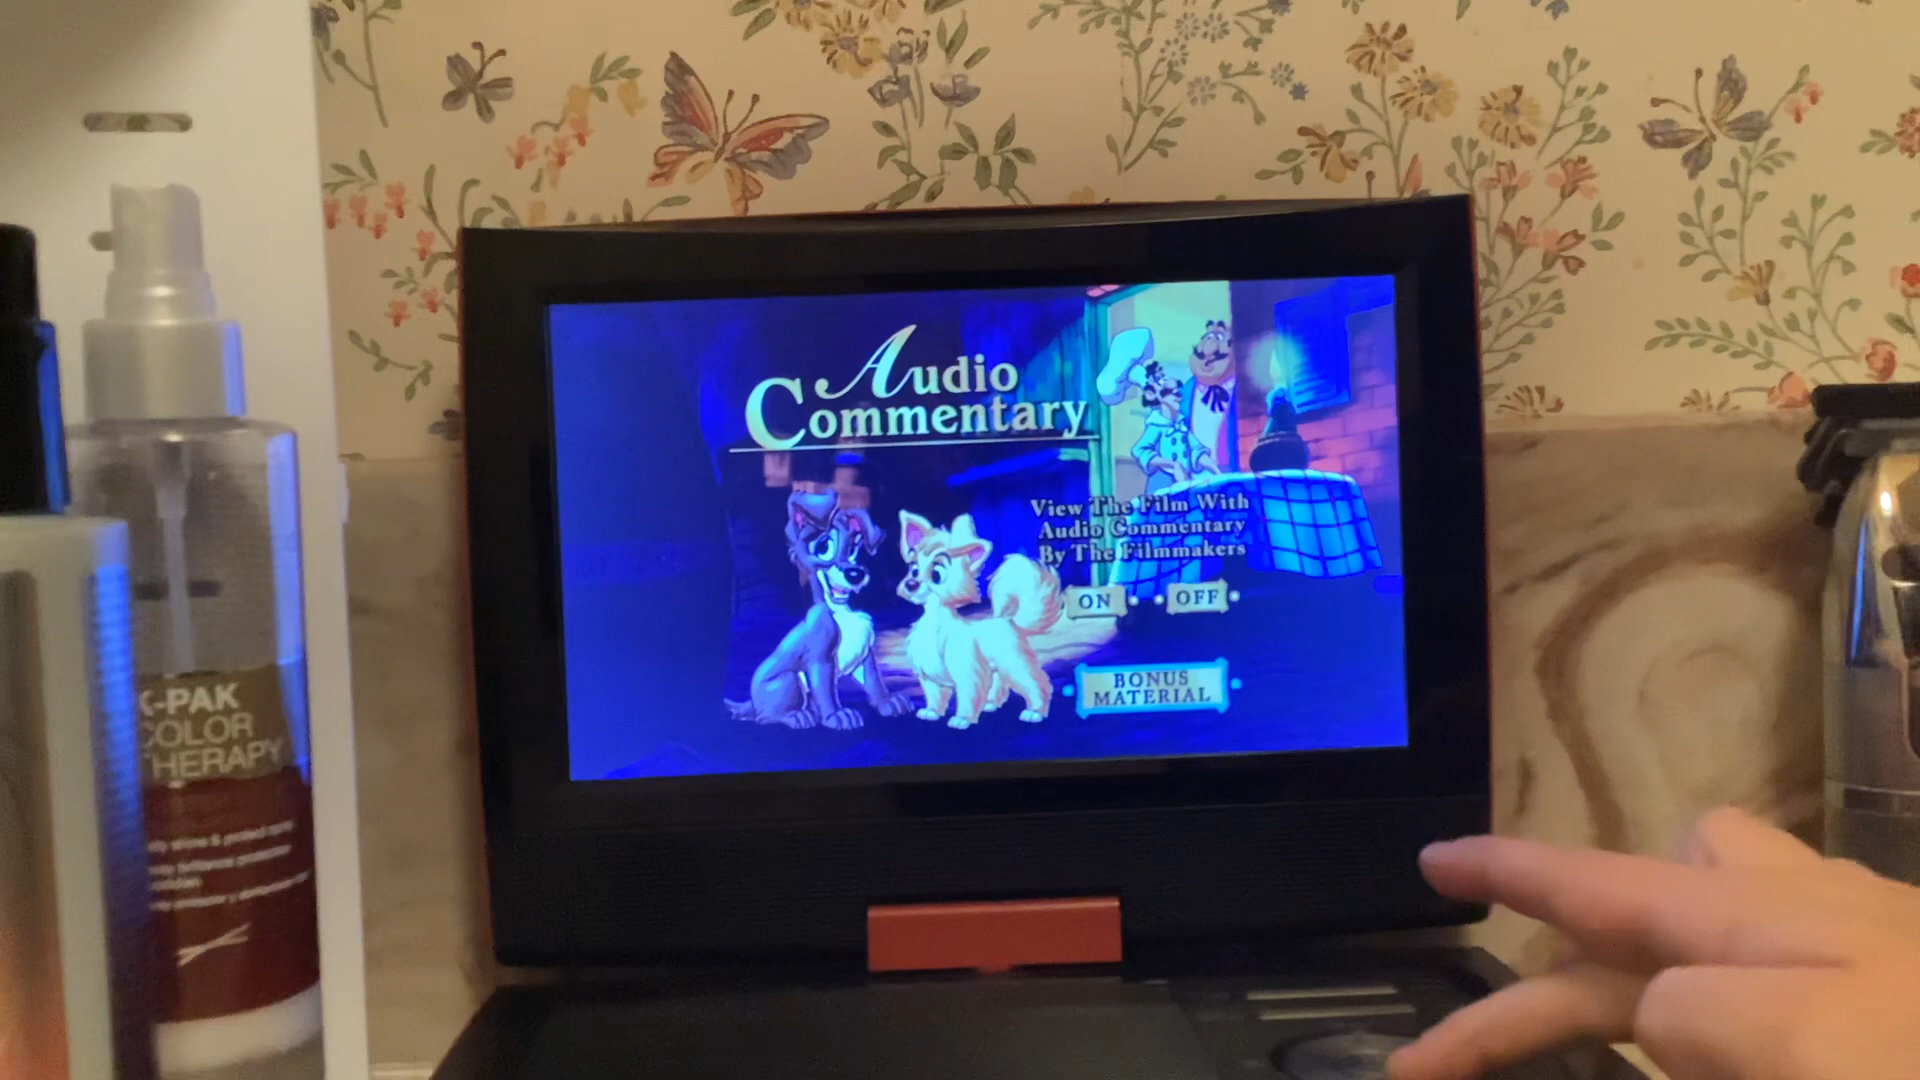 Audio
Commentary
View The Film With
Audio Commentary
By The Filmmakers
ON
OFF
BONUS
MATERIAL
K-PAK
COLOR
THERAPY